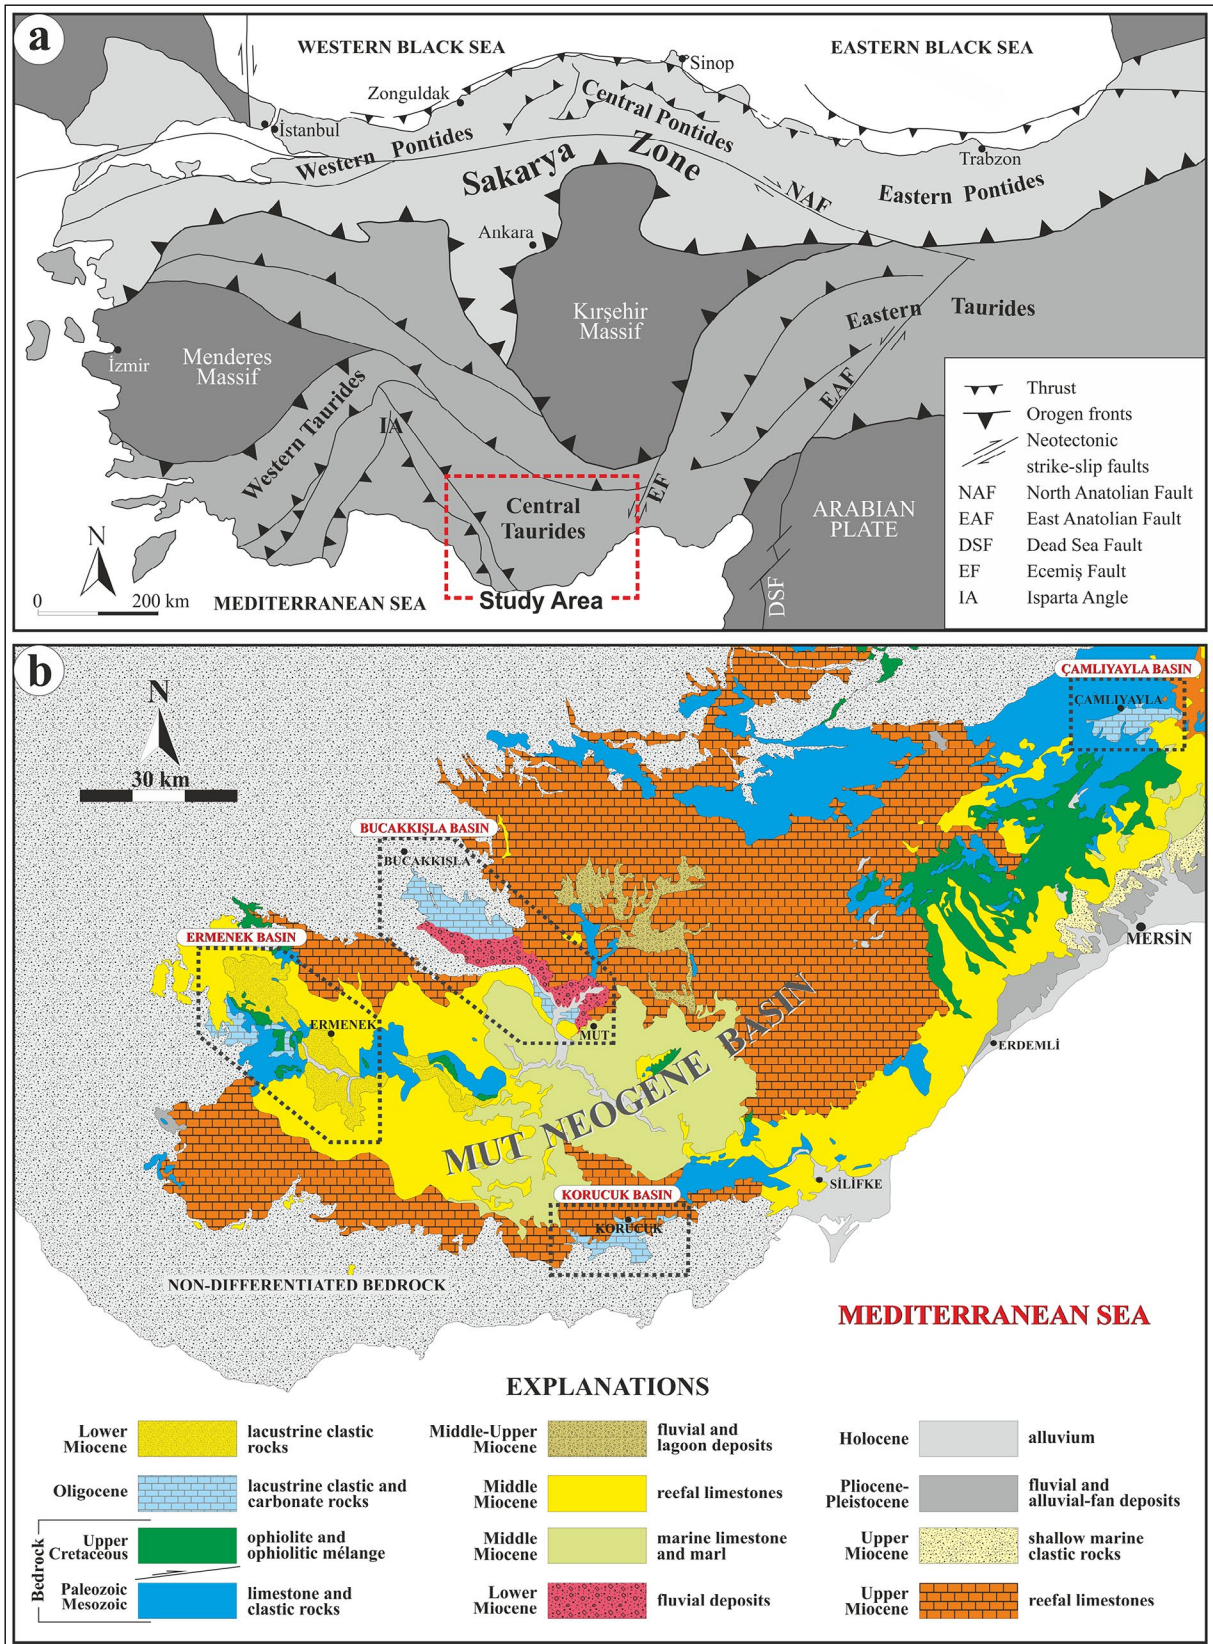 a
WESTERN BLACK SEA
EASTERN BLACK SEA
Sinop
Zonguldak
Central Pontides
İstanbul
Western Pontides
Sakarya Zone
Trabzon
NAF
Eastern Pontides
Ankara
Kırşehir
Massif
Eastern Taurides
İzmir
Menderes
Massif
Western Taurides
IA
EAF
EF
Central
Taurides
ARABIAN
PLATE
DSF
N
0 200 km
MEDITERRANEAN SEA
Study Area
Thrust
Orogen fronts
Neotectonic
strike-slip faults
NAF North Anatolian Fault
EAF East Anatolian Fault
DSF Dead Sea Fault
EF Ecemiş Fault
IA Isparta Angle
b
N
30 km
ÇAMLIYAYLA BASIN
ÇAMLIYAYLA
BUCAKKIŞLA BASIN
BUCAKKIŞLA
ERMENEK BASIN
ERMENEK
MERSİN
MUT
ERDEMLİ
MUT NEOGENE BASIN
SİLİFKE
KORUCUK BASIN
KORUCUK
NON-DIFFERENTIATED BEDROCK
MEDITERRANEAN SEA
EXPLANATIONS
Lower
Miocene
lacustrine clastic
rocks
Oligocene
lacustrine clastic and
carbonate rocks
Bedrock
Upper
Cretaceous
ophiolite and
ophiolitic mélange
Paleozoic
Mesozoic
limestone and
clastic rocks
Middle-Upper
Miocene
fluvial and
lagoon deposits
Middle
Miocene
reefal limestones
Middle
Miocene
marine limestone
and marl
Lower
Miocene
fluvial deposits
Holocene
alluvium
Pliocene-
Pleistocene
fluvial and
alluvial-fan deposits
Upper
Miocene
shallow marine
clastic rocks
Upper
Miocene
reefal limestones